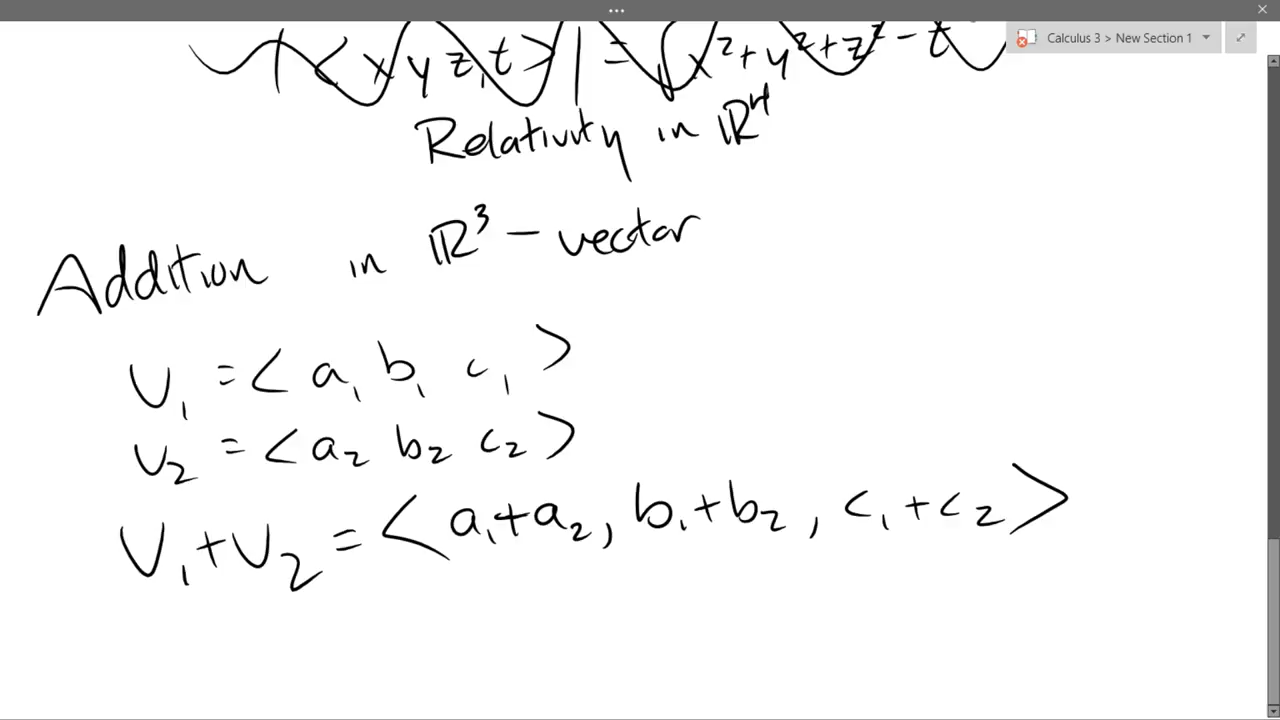 Calculus 3 > New Section 1
|<x y z, t>| = √x² + y² + z² - t
Relativity in ℝ⁴
Addition in ℝ³ - vector
V₁ = < a₁ b₁ c₁ >
V₂ = < a₂ b₂ c₂ >
V₁ + V₂ = < a₁ + a₂, b₁ + b₂, c₁ + c₂ >